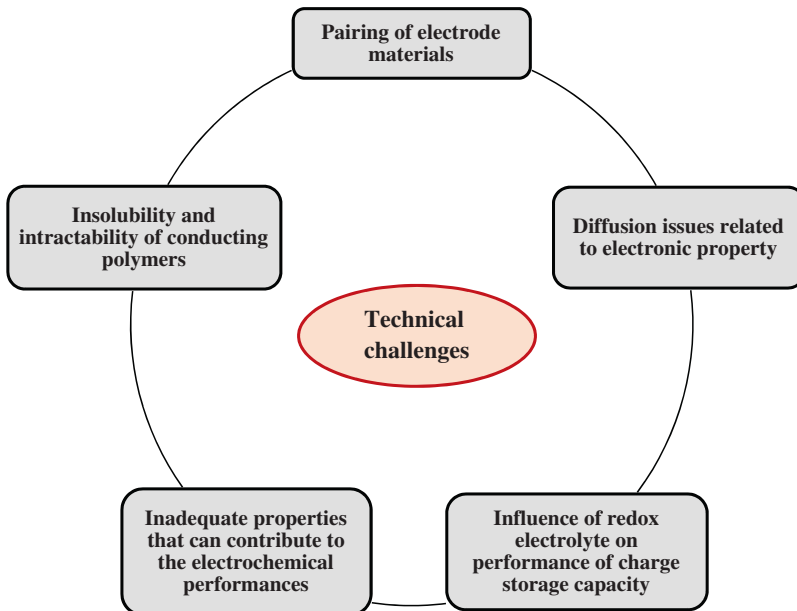 Pairing of electrode
materials
Insolubility and
intractability of conducting
polymers
Diffusion issues related
to electronic property
Technical
challenges
Inadequate properties
that can contribute to
the electrochemical
performances
Influence of redox
electrolyte on
performance of charge
storage capacity